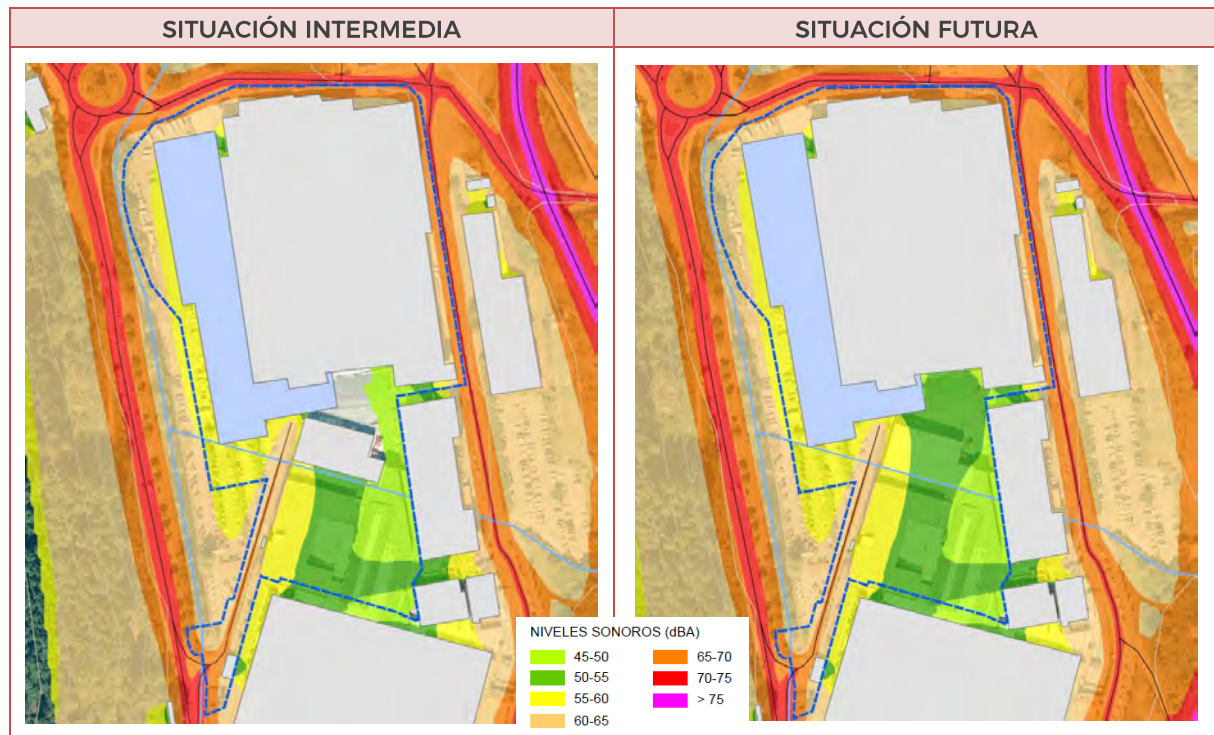 SITUACIÓN INTERMEDIA
SITUACIÓN FUTURA
NIVELES SONOROS (dBA)
45-50
50-55
55-60
60-65
65-70
70-75
> 75